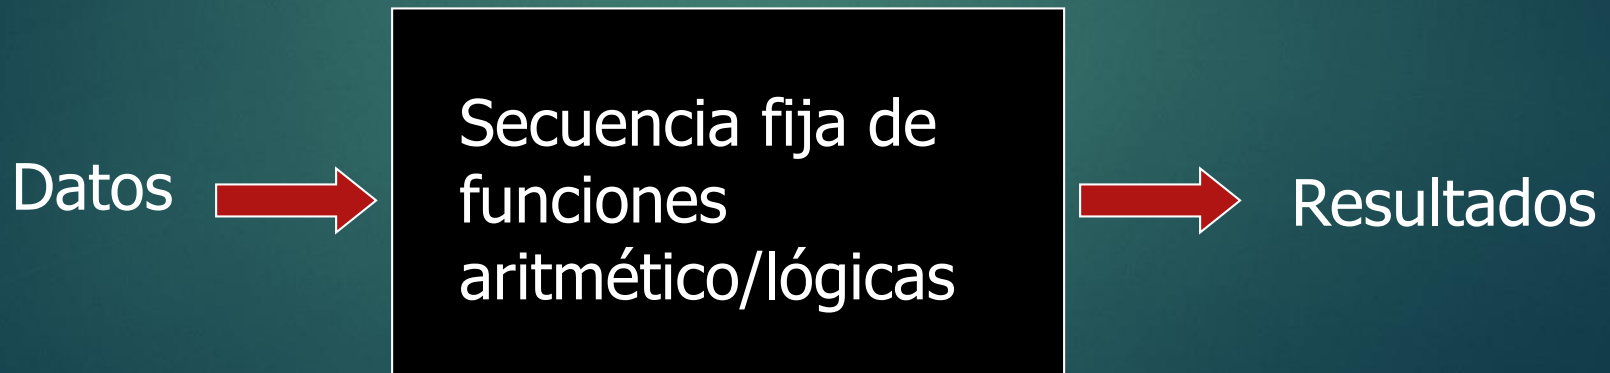 Datos
Secuencia fija de
funciones
aritmético/lógicas
Resultados